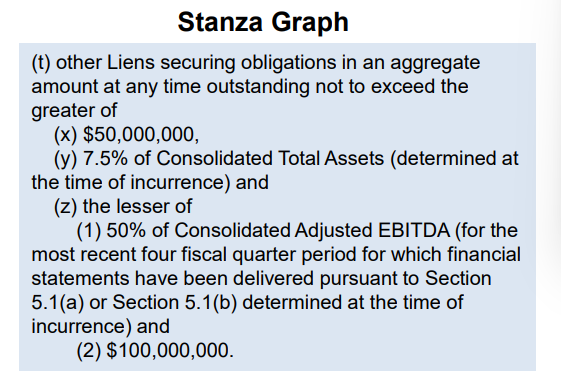 Stanza Graph
(t) other Liens securing obligations in an aggregate
amount at any time outstanding not to exceed the
greater of
(x) $50,000,000,
(y) 7.5% of Consolidated Total Assets (determined at
the time of incurrence) and
(z) the lesser of
(1) 50% of Consolidated Adjusted EBITDA (for the
most recent four fiscal quarter period for which financial
statements have been delivered pursuant to Section
5.1(a) or Section 5.1(b) determined at the time of
incurrence) and
(2) $100,000,000.